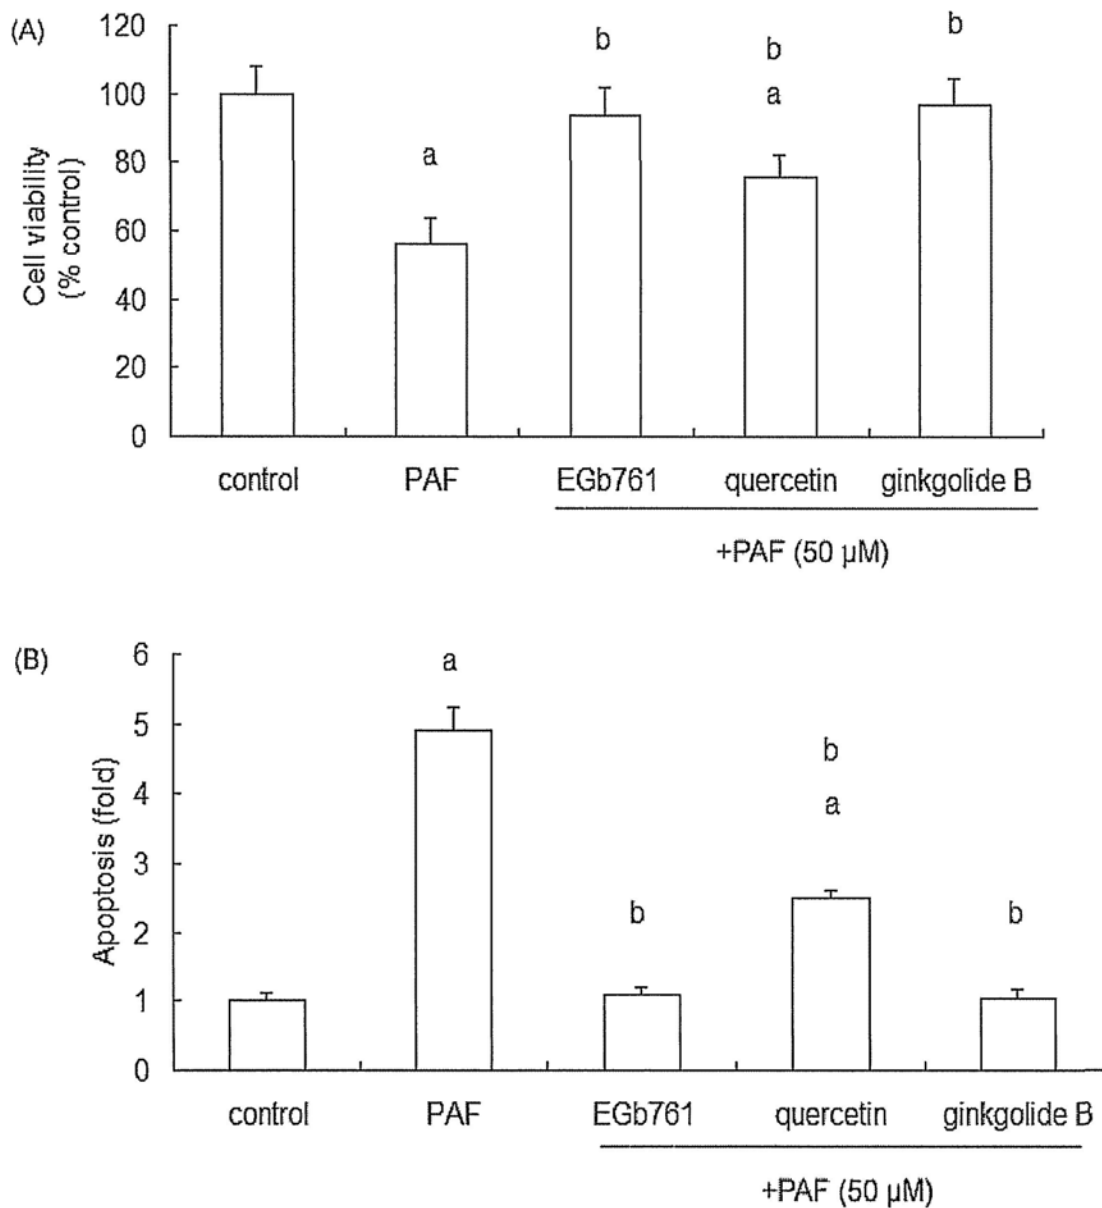 (A)
120
100
80
60
40
20
0
Cell viability
(% control)
a
b
b
a
b
control PAF EGb761 quercetin ginkgolide B
+PAF (50 μM)
(B)
6
5
4
3
2
1
0
Apoptosis (fold)
a
b
b
a
b
control PAF EGb761 quercetin ginkgolide B
+PAF (50 μM)